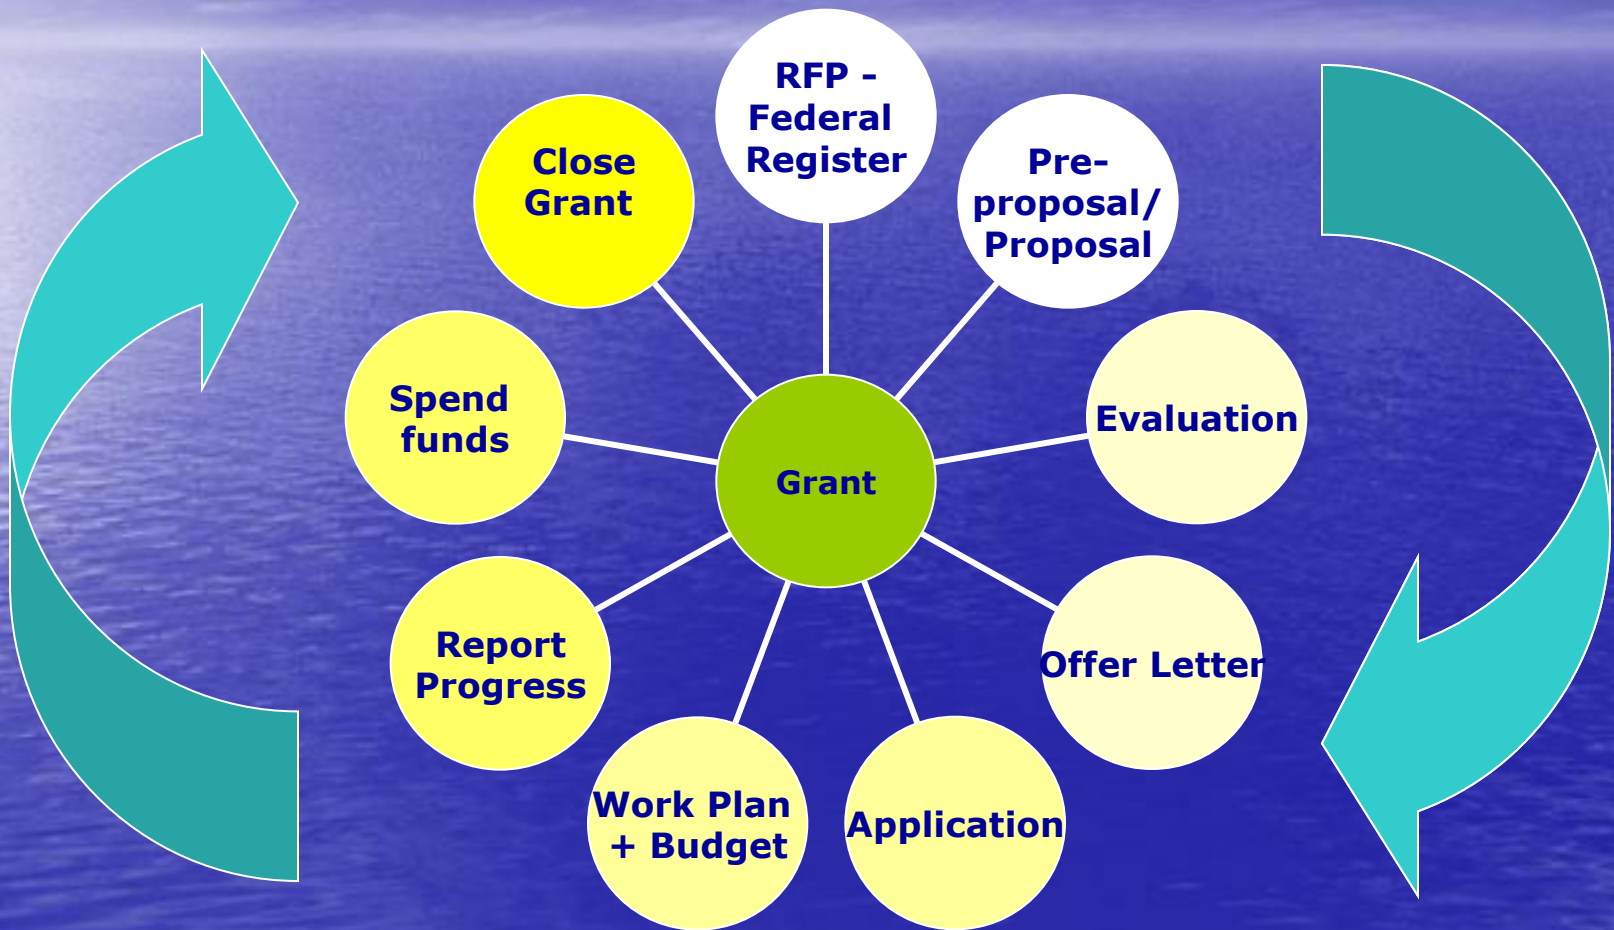 RFP -
Federal
Register
Pre-
proposal/
Proposal
Evaluation
Offer Letter
Application
Work Plan
+ Budget
Report
Progress
Spend
funds
Close
Grant
Grant